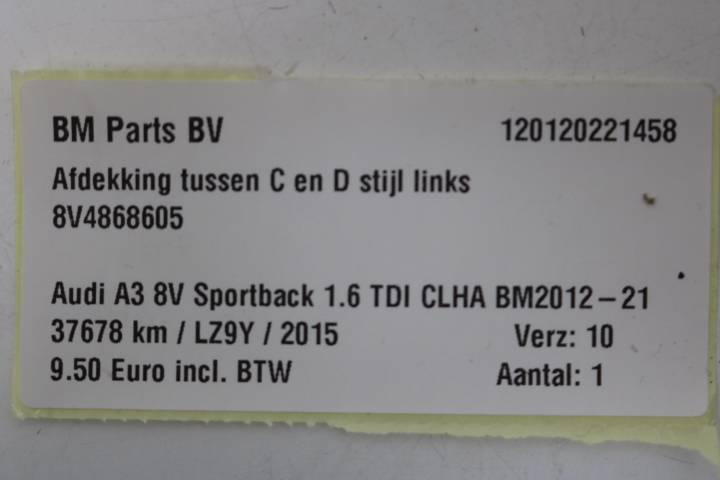 BM Parts BV 120120221458
Afdekking tussen C en D stijl links
8V4868605
Audi A3 8V Sportback 1.6 TDI CLHA BM2012-21
37678 km / LZ9Y / 2015 Verz: 10
9.50 Euro incl. BTW Aantal: 1